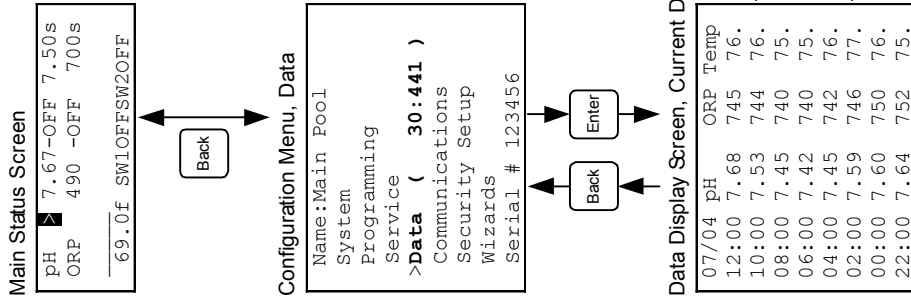 Main Status Screen
pH > 7.67-OFF 7.50s
ORP 490 -OFF 700s
69.0f SW1OFFSW2OFF
Back
Configuration Menu, Data
Name:Main Pool
System
Programming
Service
>Data ( 30:441 )
Communications
Security Setup
Wizards
Serial # 123456
Back
Enter
Data Display Screen, Current D
07/04 pH ORP Temp
12:00 7.68 745 76.
10:00 7.53 744 76.
08:00 7.45 740 75.
06:00 7.42 740 75.
04:00 7.45 742 76.
02:00 7.59 746 77.
00:00 7.60 750 76.
22:00 7.64 752 75.